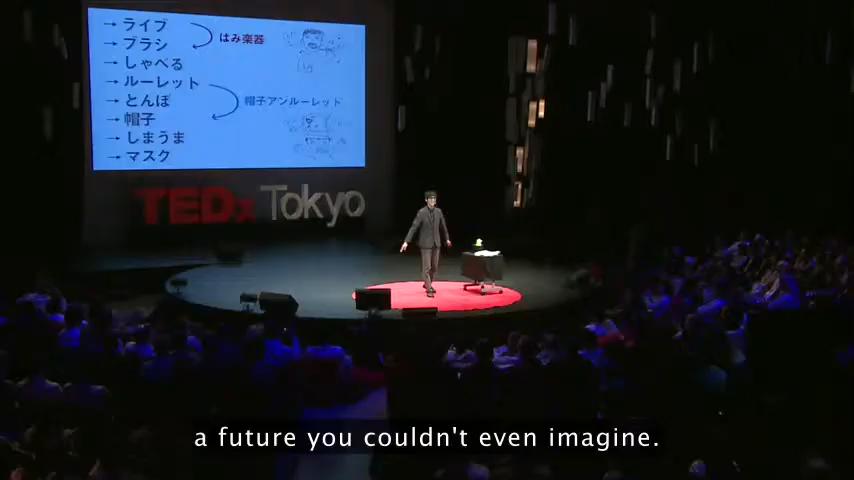 → ライブ
→ ブラシ
はみ楽器
→ しゃべる
→ ルーレット
→ とんぼ
帽子アンルーレット
→ 帽子
→ しまうま
→ マスク
TEDx Tokyo
a future you couldn't even imagine.